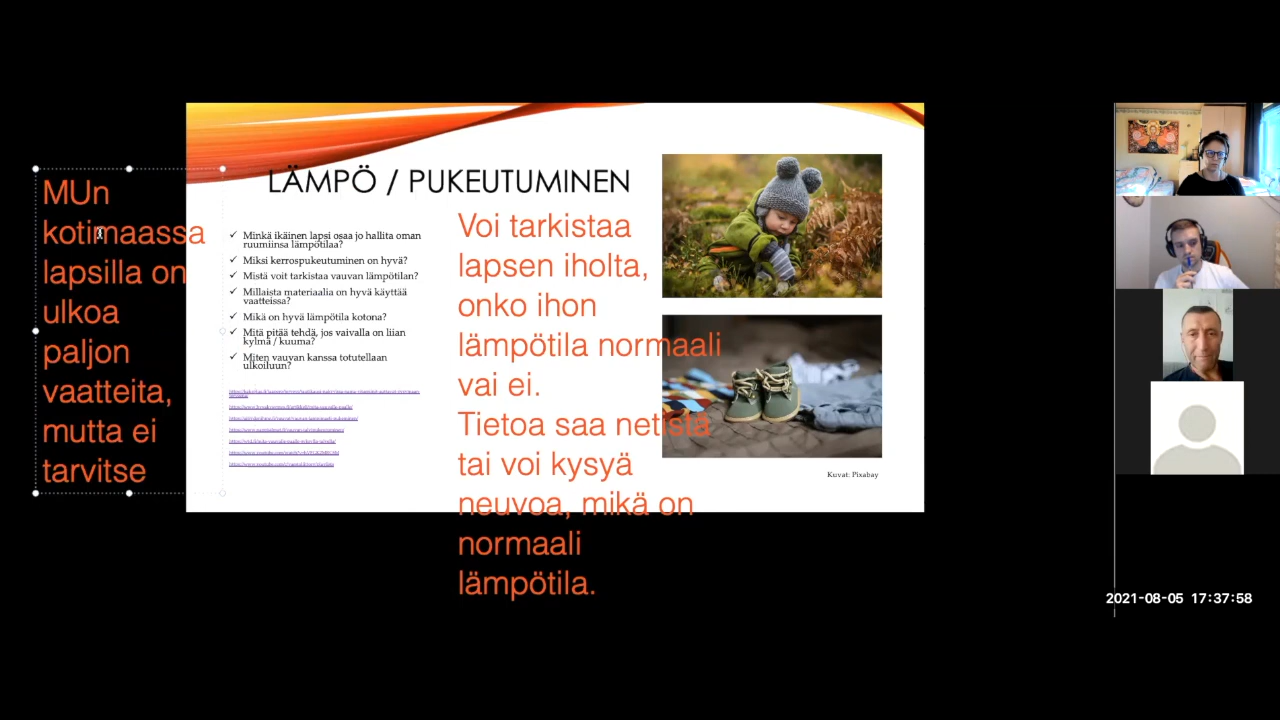 LÄMPÖ / PUKEUTUMINEN
MUn
kotimaassa
lapsilla on
ulkoa
paljon
vaatteita,
mutta ei
tarvitse
Minkä ikäinen lapsi osaa jo hallita oman
ruumiinsa lämpötilaa?
Miksi kerrospukeutuminen on hyvä?
Mistä voit tarkistaa vauvan lämpötilan?
Millaista materiaalia on hyvä käyttää
vaatteissa?
Mikä on hyvä lämpötila kotona?
Mitä pitää tehdä, jos vaivalla on liian
kylmä / kuuma?
Miten vauvan kanssa totutellaan
ulkoiluun?
Voi tarkistaa
lapsen iholta,
onko ihon
lämpötila normaali
vai ei.
Tietoa saa netistä
tai voi kysyä
neuvoa, mikä on
normaali
lämpötila.
Kuvat: Pixabay
2021-08-05 17:37:58